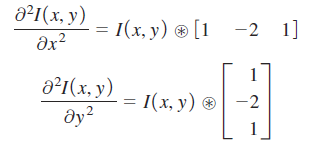 ∂²I(x, y)/∂x² = I(x, y) ⊛ [1 −2 1]
∂²I(x, y)/∂y² = I(x, y) ⊛ [1; −2; 1]